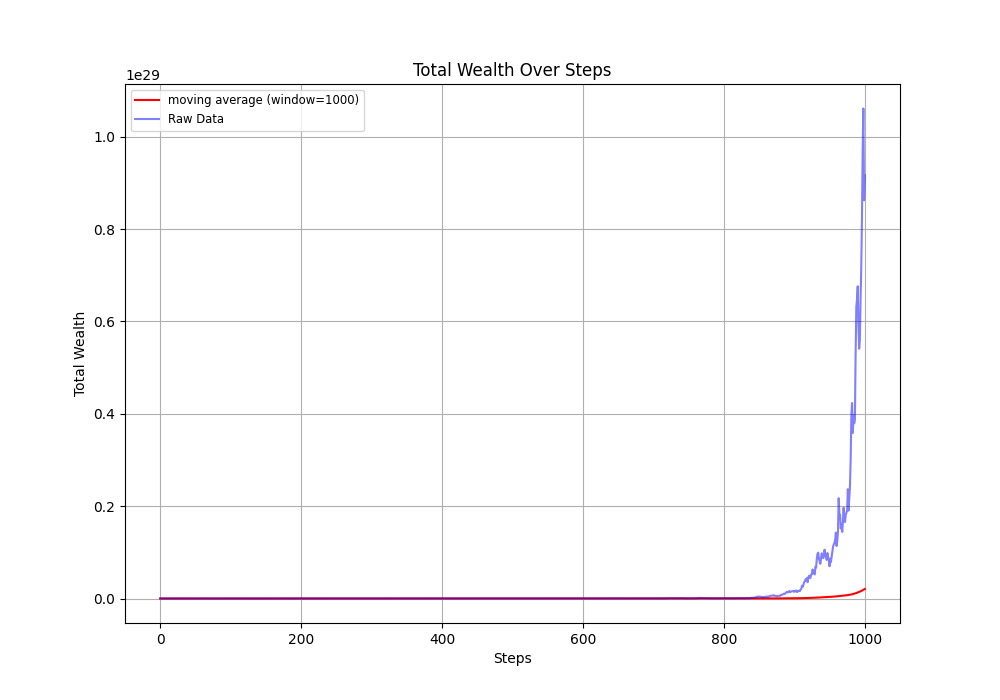 Total Wealth Over Steps
1e29
moving average (window=1000)
Raw Data
1.0
0.8
0.6
0.4
0.2
0.0
Total Wealth
0 200 400 600 800 1000
Steps